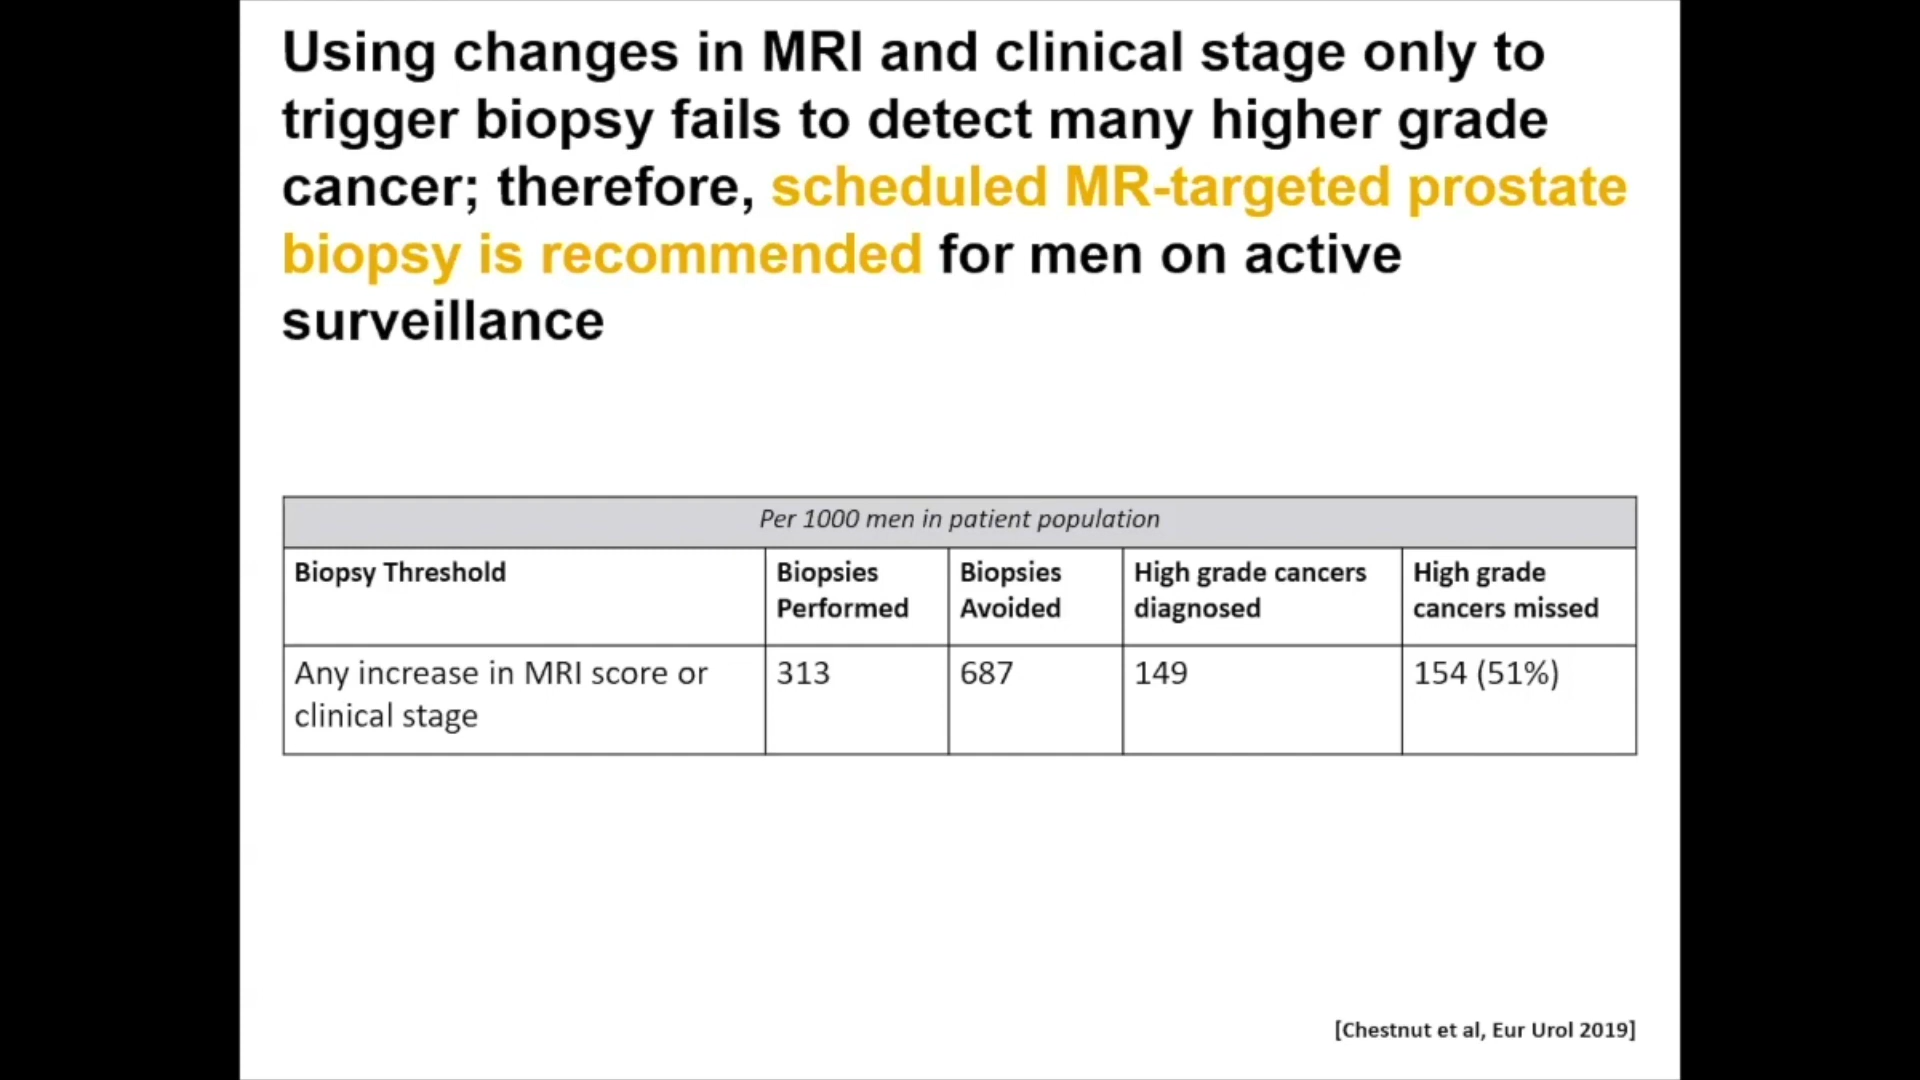 Using changes in MRI and clinical stage only to
trigger biopsy fails to detect many higher grade
cancer; therefore, scheduled MR-targeted prostate
biopsy is recommended for men on active
surveillance
Per 1000 men in patient population
Biopsy Threshold
Biopsies
Performed
Biopsies
Avoided
High grade cancers
diagnosed
High grade
cancers missed
Any increase in MRI score or
clinical stage
313
687
149
154 (51%)
[Chestnut et al, Eur Urol 2019]